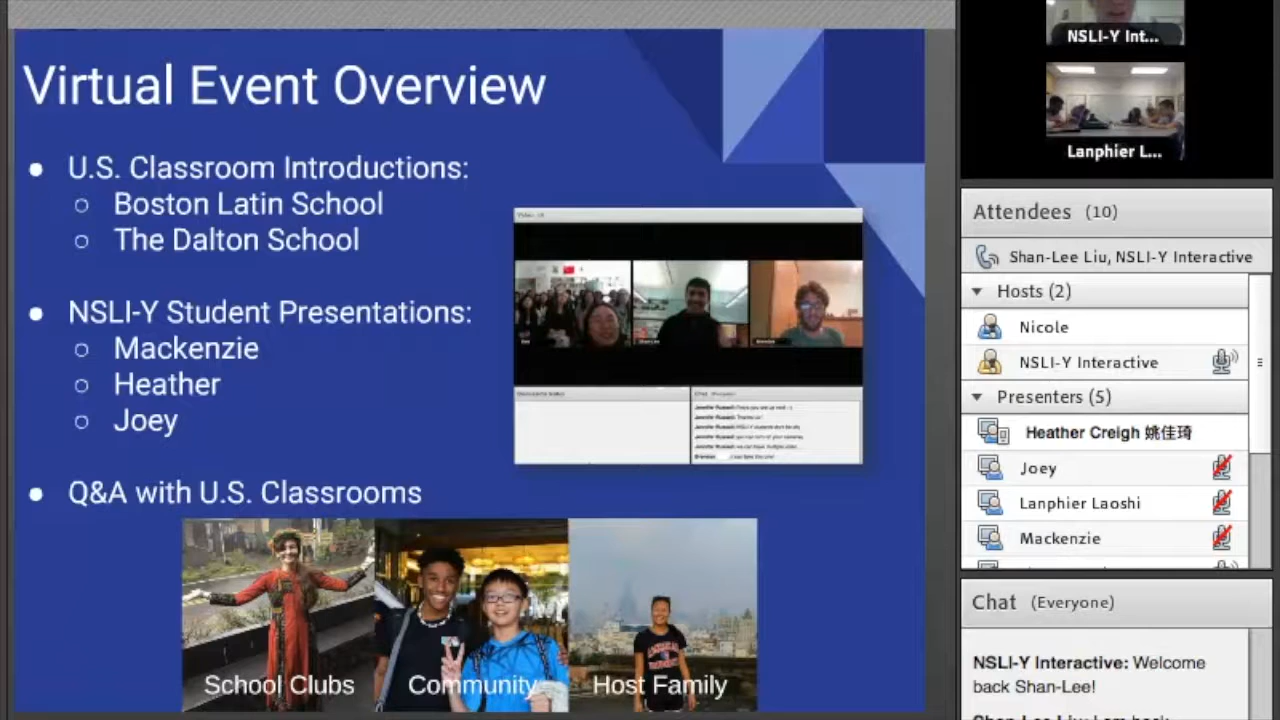 Virtual Event Overview
U.S. Classroom Introductions:
Boston Latin School
The Dalton School
NSLI-Y Student Presentations:
Mackenzie
Heather
Joey
Q&A with U.S. Classrooms
School Clubs
Community
Host Family
NSLI-Y Int...
Lanphier L...
Attendees (10)
Shan-Lee Liu, NSLI-Y Interactive
Hosts (2)
Nicole
NSLI-Y Interactive
Presenters (5)
Heather Creigh 姚佳琦
Joey
Lanphier Laoshi
Mackenzie
Chat (Everyone)
NSLI-Y Interactive: Welcome
back Shan-Lee!